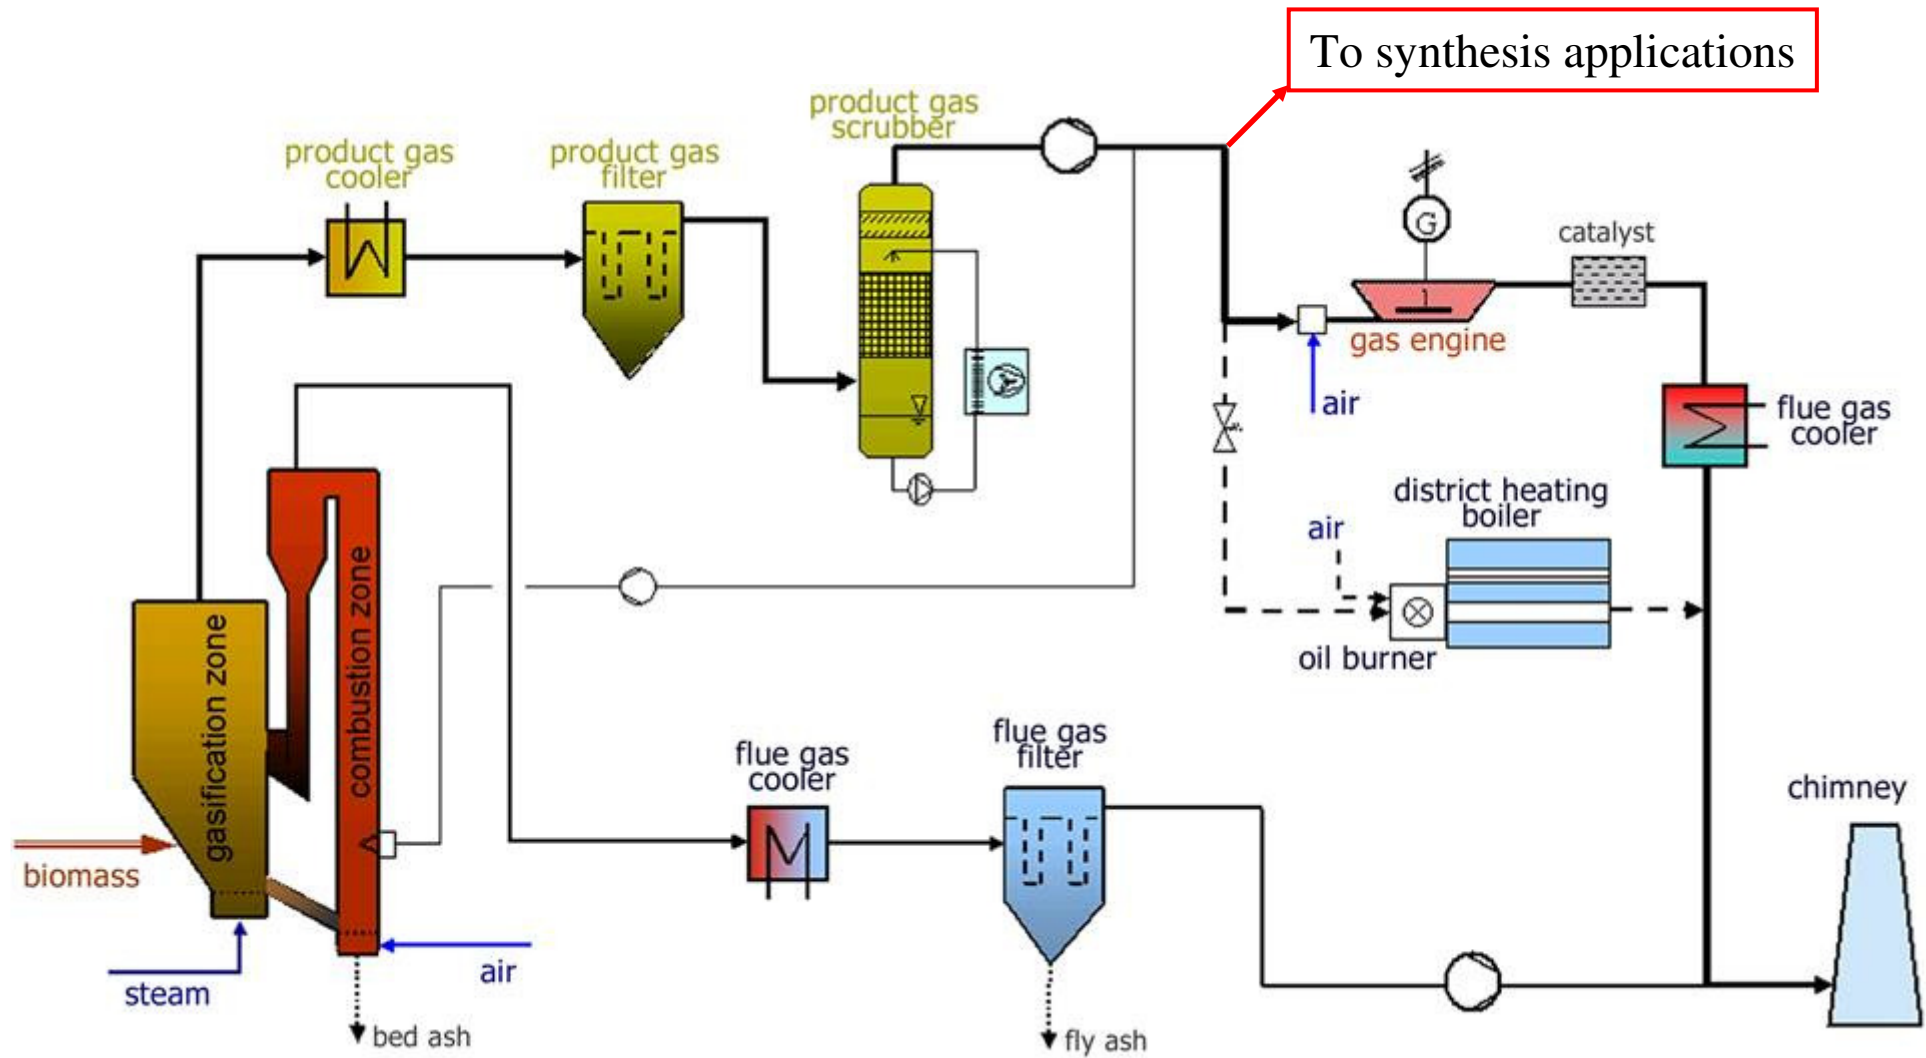 To synthesis applications
product gas
scrubber
product gas
cooler
product gas
filter
G
catalyst
gas engine
air
flue gas
cooler
district heating
boiler
air
oil burner
gasification zone
combustion zone
flue gas
cooler
flue gas
filter
chimney
biomass
steam
air
bed ash
fly ash